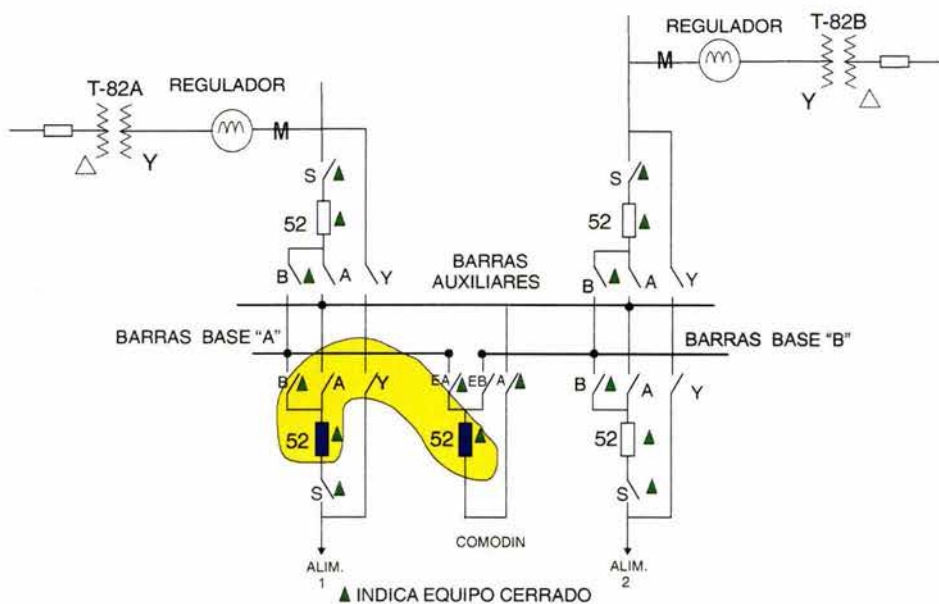 REGULADOR
T-82B
M
Y
△
T-82A
REGULADOR
M
△
Y
S
S
52
52
B
A
Y
BARRAS
AUXILIARES
B
A
Y
BARRAS BASE "A"
BARRAS BASE "B"
B
A
Y
EA
EB
A
B
A
Y
52
52
52
S
S
COMODIN
ALIM.
1
ALIM.
2
▲ INDICA EQUIPO CERRADO